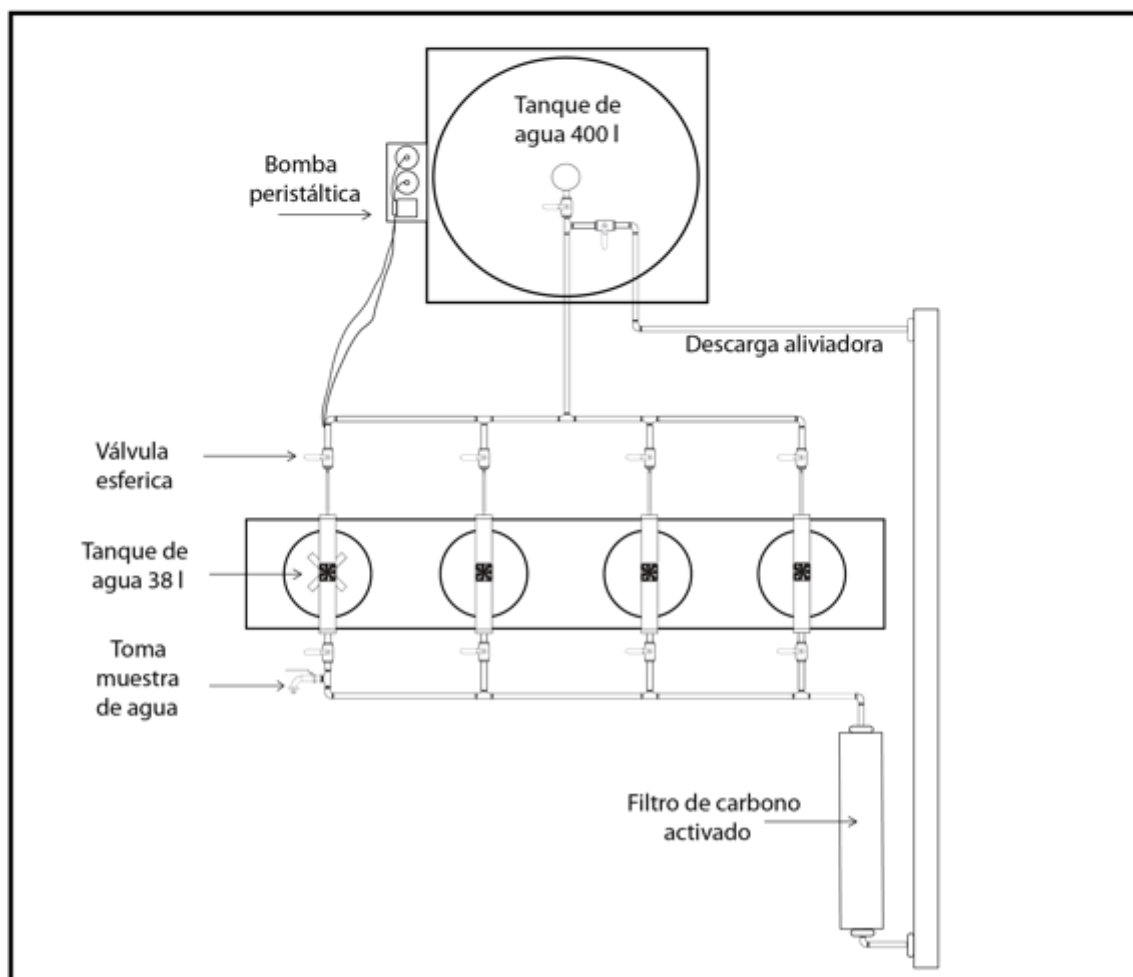 Tanque de
agua 400 l
Bomba
peristáltica
Descarga aliviadora
Válvula
esferica
Tanque de
agua 38 l
Toma
muestra
de agua
Filtro de carbono
activado